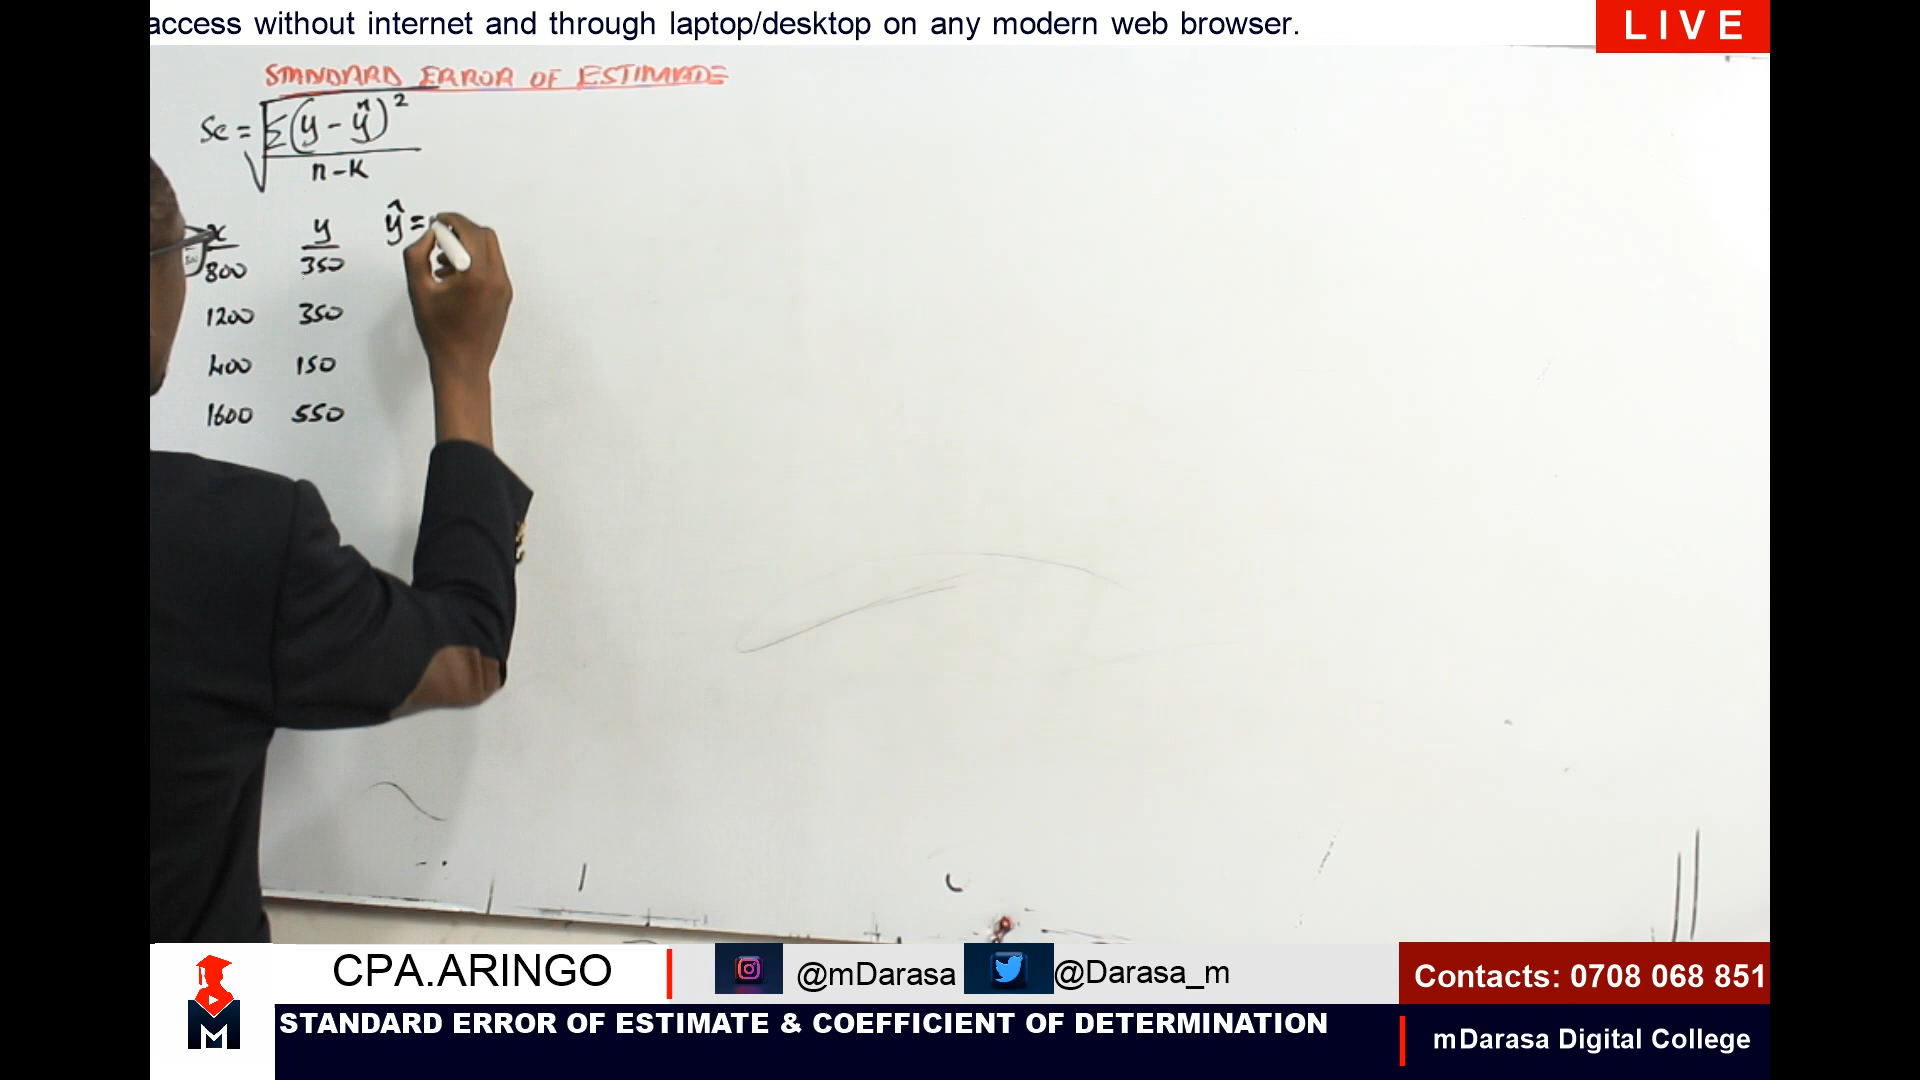 access without internet and through laptop/desktop on any modern web browser.
LIVE
STANDARD ERROR OF ESTIMATE
Se = √Σ(y - ŷ)²
n-k
x y ŷ =
800 350
1200 350
400 150
1600 550
CPA.ARINGO
@mDarasa
@Darasa_m
Contacts: 0708 068 851
M
STANDARD ERROR OF ESTIMATE & COEFFICIENT OF DETERMINATION
mDarasa Digital College